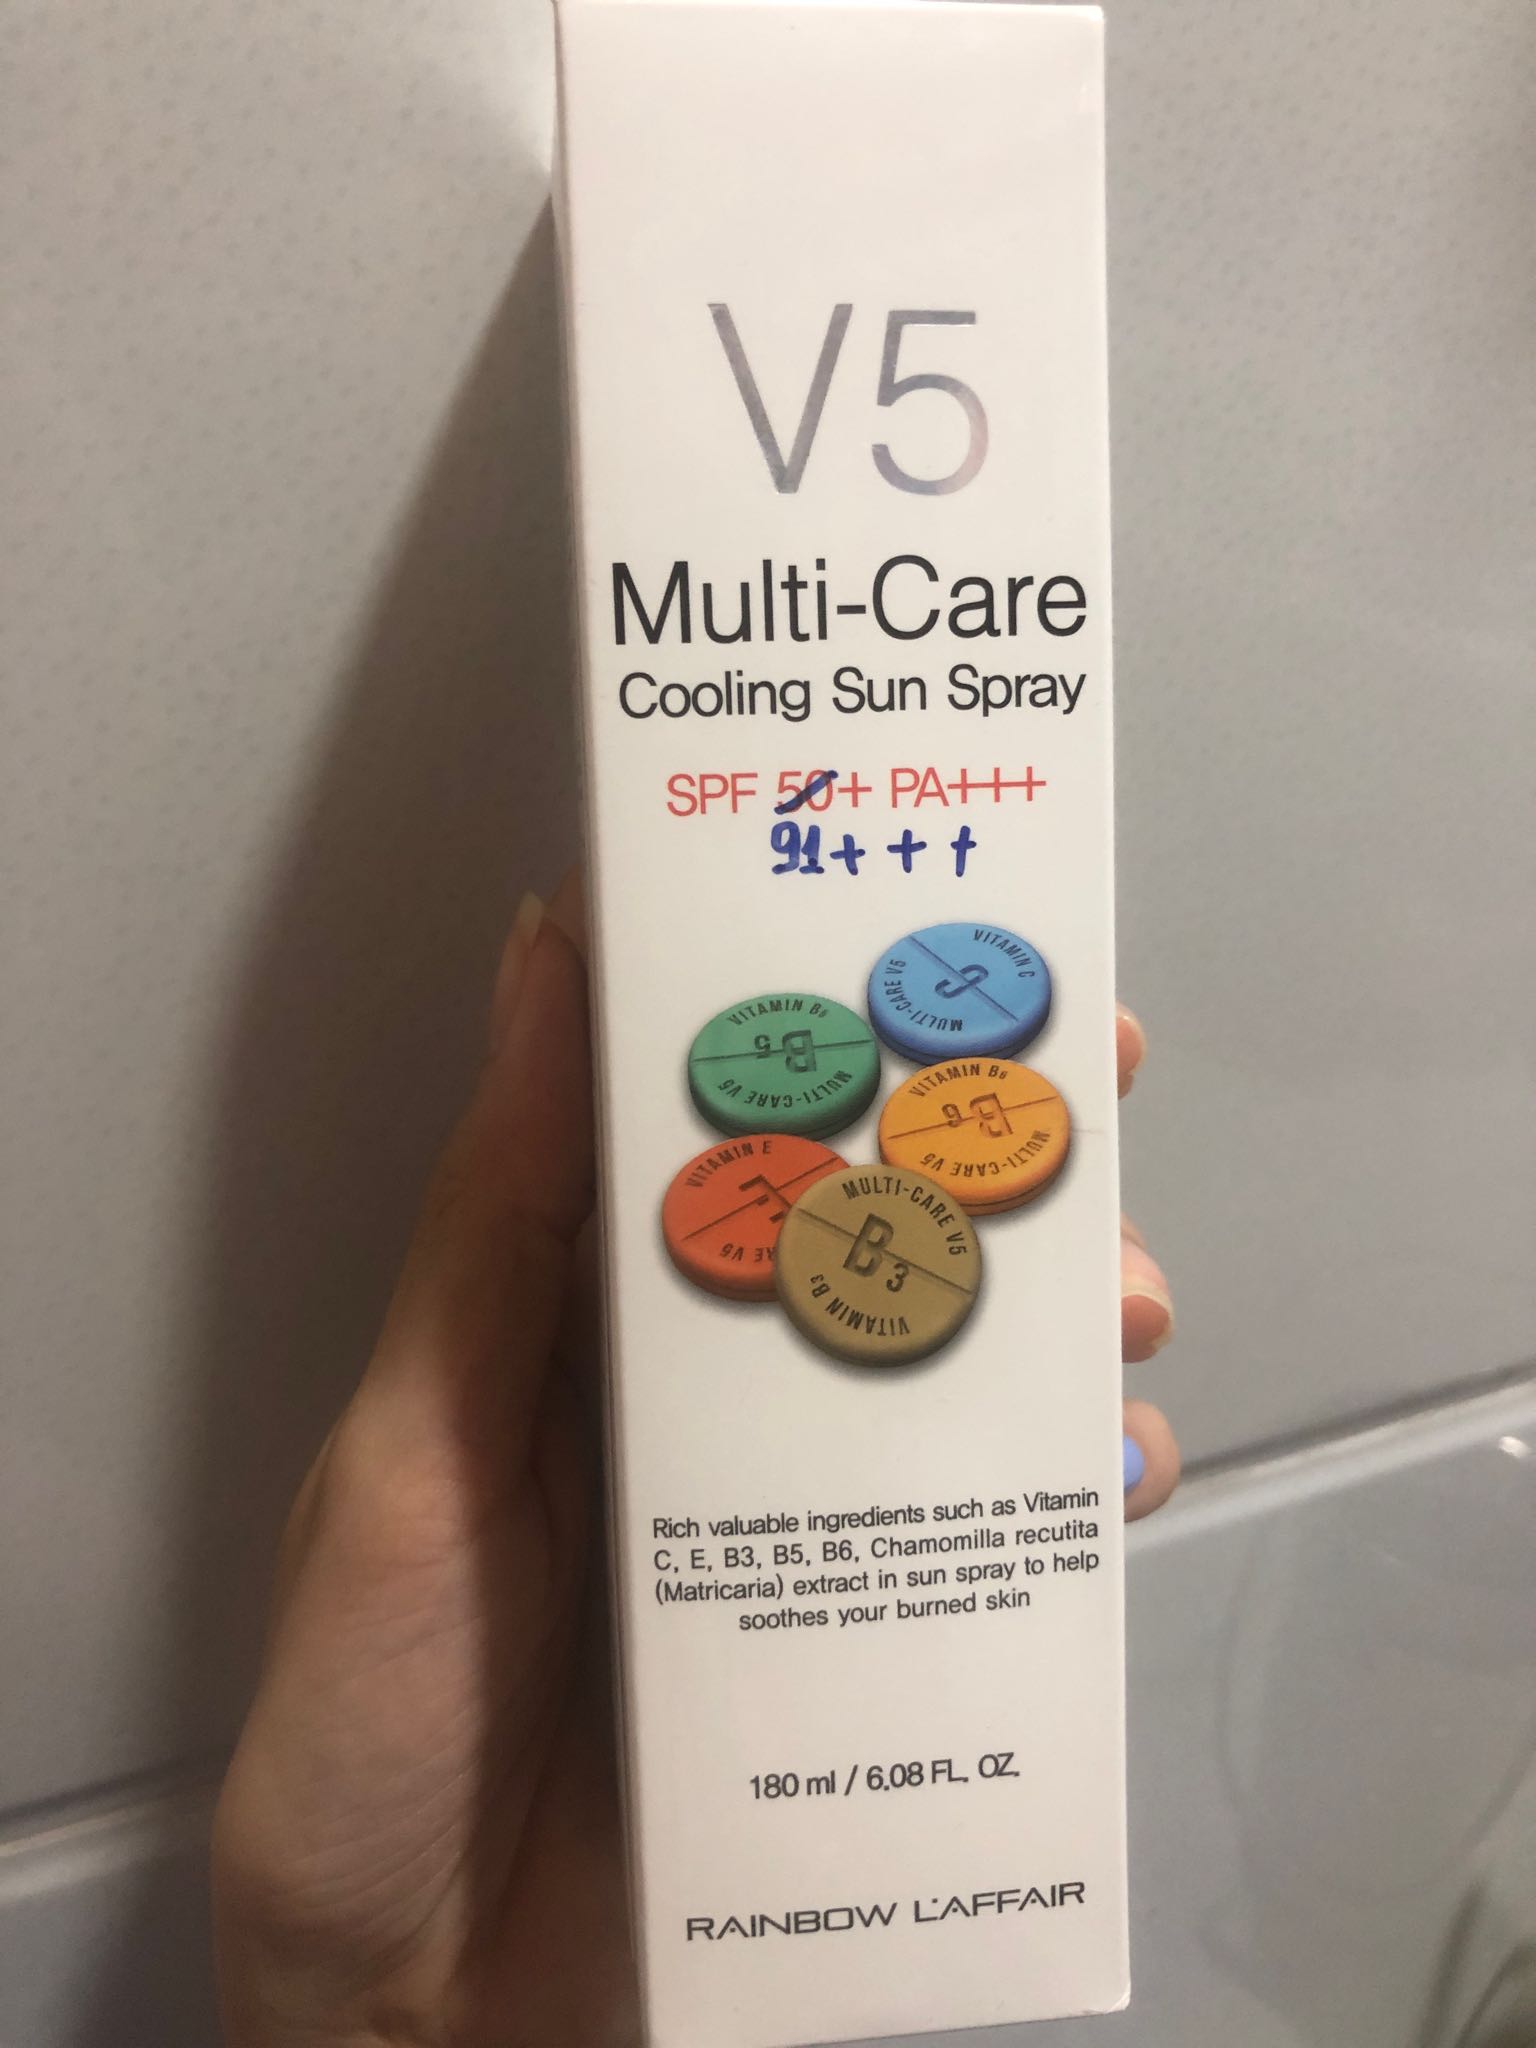 V5
Multi-Care
Cooling Sun Spray
SPF 50+ PA+++
91+ + +
VITAMIN C
C
MULTI-CARE V5
VITAMIN B5
B5
MULTI-CARE V5
VITAMIN B6
B6
MULTI-CARE V5
VITAMIN E
E
RE V5
MULTI-CARE V5
B3
VITAMIN B3
Rich valuable ingredients such as Vitamin
C, E, B3, B5, B6, Chamomilla recutita
(Matricaria) extract in sun spray to help
soothes your burned skin
180 ml / 6.08 FL. OZ.
RAINBOW L'AFFAIR